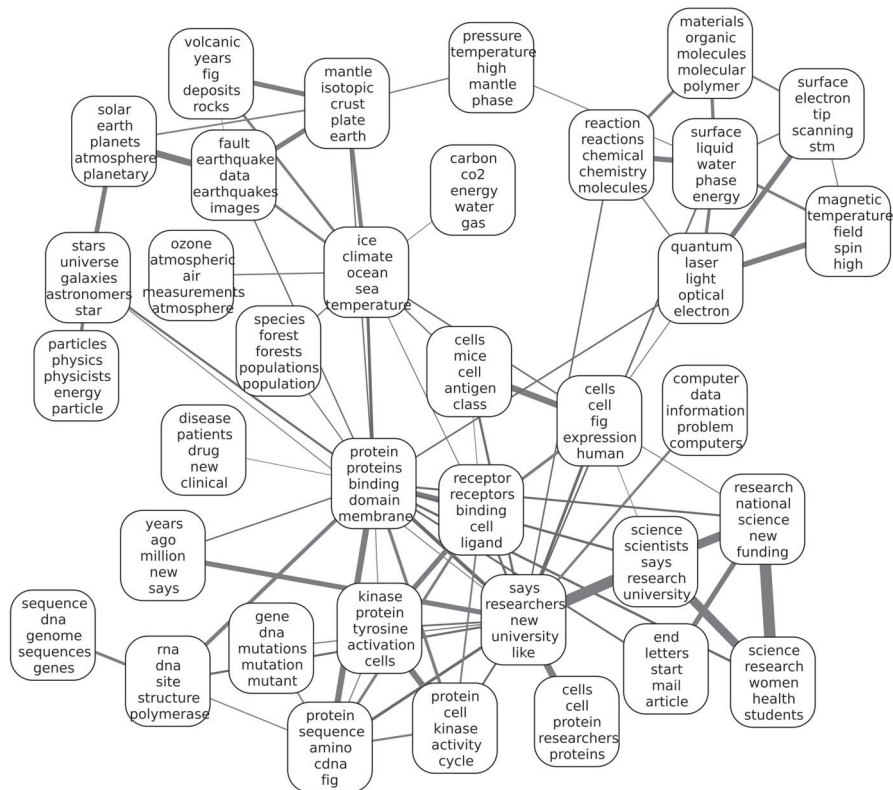 materials
organic
molecules
molecular
polymer
volcanic
years
fig
deposits
rocks
pressure
temperature
high
mantle
phase
mantle
isotopic
crust
plate
earth
surface
electron
tip
scanning
stm
solar
earth
planets
atmosphere
planetary
fault
earthquake
data
earthquakes
images
reaction
reactions
chemical
chemistry
molecules
surface
liquid
water
phase
energy
carbon
co2
energy
water
gas
magnetic
temperature
field
spin
high
stars
universe
galaxies
astronomers
star
ozone
atmospheric
air
measurements
atmosphere
ice
climate
ocean
sea
temperature
quantum
laser
light
optical
electron
species
forest
forests
populations
population
cells
mice
cell
antigen
class
particles
physics
physicists
energy
particle
cells
cell
fig
expression
human
computer
data
information
problem
computers
disease
patients
drug
new
clinical
protein
proteins
binding
domain
membrane
receptor
receptors
binding
cell
ligand
research
national
science
new
funding
years
ago
million
new
says
science
scientists
says
research
university
says
researchers
new
university
like
kinase
protein
tyrosine
activation
cells
sequence
dna
genome
sequences
genes
gene
dna
mutations
mutation
mutant
rna
dna
site
structure
polymerase
end
letters
start
mail
article
science
research
women
health
students
protein
cell
kinase
activity
cycle
cells
cell
protein
researchers
proteins
protein
sequence
amino
cdna
fig